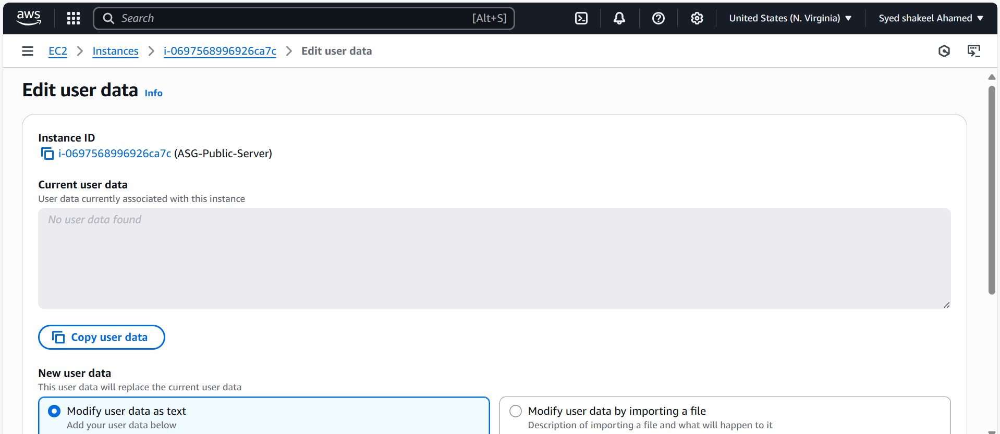 aws
Search [Alt+S]
United States (N. Virginia)
Syed shakeel Ahamed
EC2 Instances i-0697568996926ca7c Edit user data
Edit user data Info
Instance ID
i-0697568996926ca7c (ASG-Public-Server)
Current user data
User data currently associated with this instance
No user data found
Copy user data
New user data
This user data will replace the current user data
Modify user data as text
Add your user data below
Modify user data by importing a file
Description of importing a file and what will happen to it